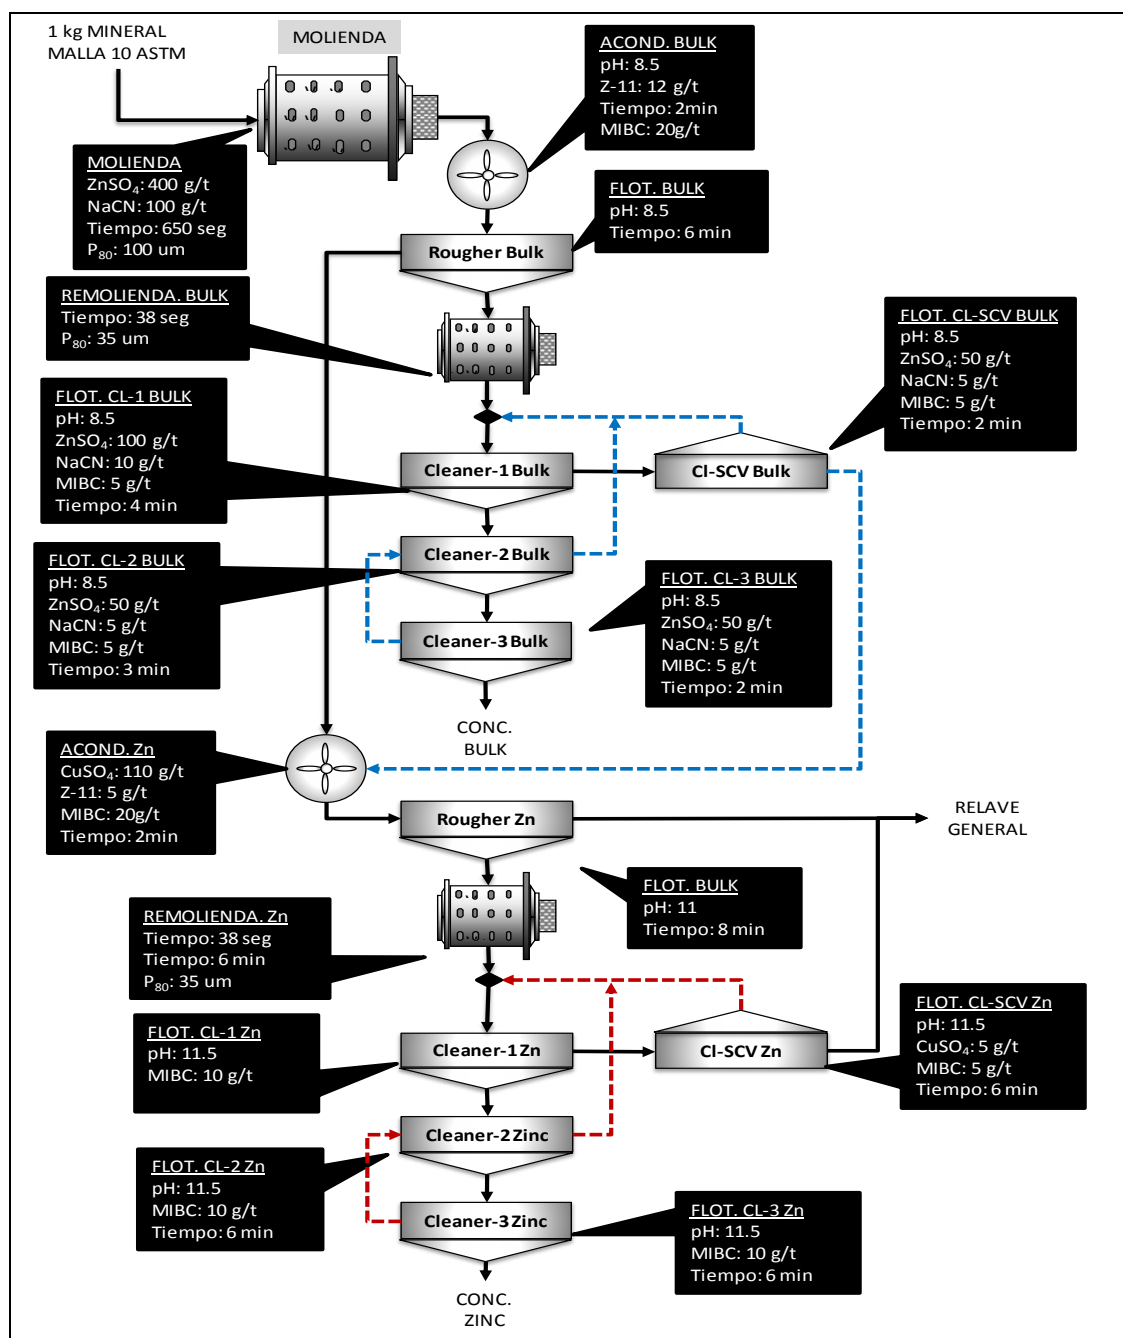 1 kg MINERAL
MALLA 10 ASTM
MOLIENDA
ACOND. BULK
pH: 8.5
Z-11: 12 g/t
Tiempo: 2min
MIBC: 20g/t
MOLIENDA
ZnSO₄: 400 g/t
NaCN: 100 g/t
Tiempo: 650 seg
P₈₀: 100 um
FLOT. BULK
pH: 8.5
Tiempo: 6 min
Rougher Bulk
REMOLIENDA. BULK
Tiempo: 38 seg
P₈₀: 35 um
FLOT. CL-SCV BULK
pH: 8.5
ZnSO₄: 50 g/t
NaCN: 5 g/t
MIBC: 5 g/t
Tiempo: 2 min
FLOT. CL-1 BULK
pH: 8.5
ZnSO₄: 100 g/t
NaCN: 10 g/t
MIBC: 5 g/t
Tiempo: 4 min
Cleaner-1 Bulk
Cl-SCV Bulk
FLOT. CL-2 BULK
pH: 8.5
ZnSO₄: 50 g/t
NaCN: 5 g/t
MIBC: 5 g/t
Tiempo: 3 min
Cleaner-2 Bulk
FLOT. CL-3 BULK
pH: 8.5
ZnSO₄: 50 g/t
NaCN: 5 g/t
MIBC: 5 g/t
Tiempo: 2 min
Cleaner-3 Bulk
CONC.
BULK
ACOND. Zn
CuSO₄: 110 g/t
Z-11: 5 g/t
MIBC: 20g/t
Tiempo: 2min
Rougher Zn
RELAVE
GENERAL
FLOT. BULK
pH: 11
Tiempo: 8 min
REMOLIENDA. Zn
Tiempo: 38 seg
Tiempo: 6 min
P₈₀: 35 um
FLOT. CL-1 Zn
pH: 11.5
MIBC: 10 g/t
Cleaner-1 Zn
Cl-SCV Zn
FLOT. CL-SCV Zn
pH: 11.5
CuSO₄: 5 g/t
MIBC: 5 g/t
Tiempo: 6 min
Cleaner-2 Zinc
FLOT. CL-2 Zn
pH: 11.5
MIBC: 10 g/t
Tiempo: 6 min
Cleaner-3 Zinc
FLOT. CL-3 Zn
pH: 11.5
MIBC: 10 g/t
Tiempo: 6 min
CONC.
ZINC